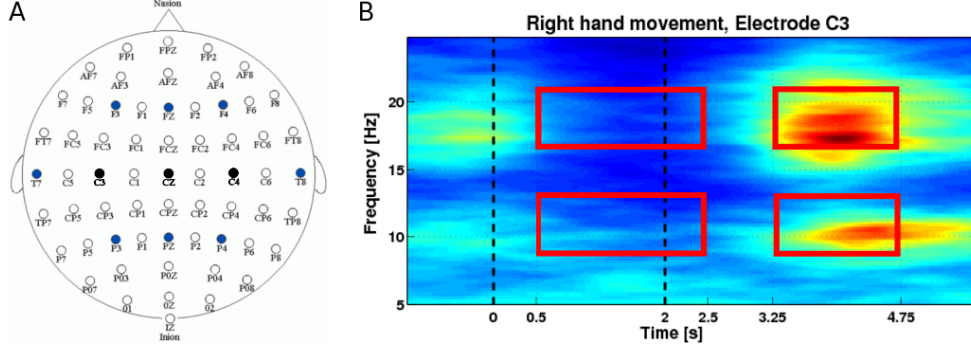 A
Nasion
FP1 FPZ FP2
AF7 AF3 AFZ AF4 AF8
F7 F5 F3 F1 FZ F2 F4 F6 F8
FT7 FC5 FC3 FC1 FCZ FC2 FC4 FC6 FT8
T7 C5 C3 C1 CZ C2 C4 C6 T8
TP7 CP5 CP3 CP1 CPZ CP2 CP4 CP6 TP8
P7 P5 P3 P1 PZ P2 P4 P6 P8
P07 P03 P0Z P04 P08
01 0Z 02
IZ
Inion
B
Right hand movement, Electrode C3
Frequency [Hz]
20
15
10
5
0 0.5 2 2.5 3.25 4.75
Time [s]